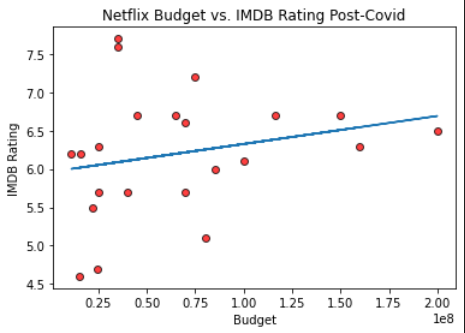 Netflix Budget vs. IMDB Rating Post-Covid
7.5
7.0
6.5
6.0
5.5
5.0
4.5
IMDB Rating
0.25 0.50 0.75 1.00 1.25 1.50 1.75 2.00
1e8
Budget